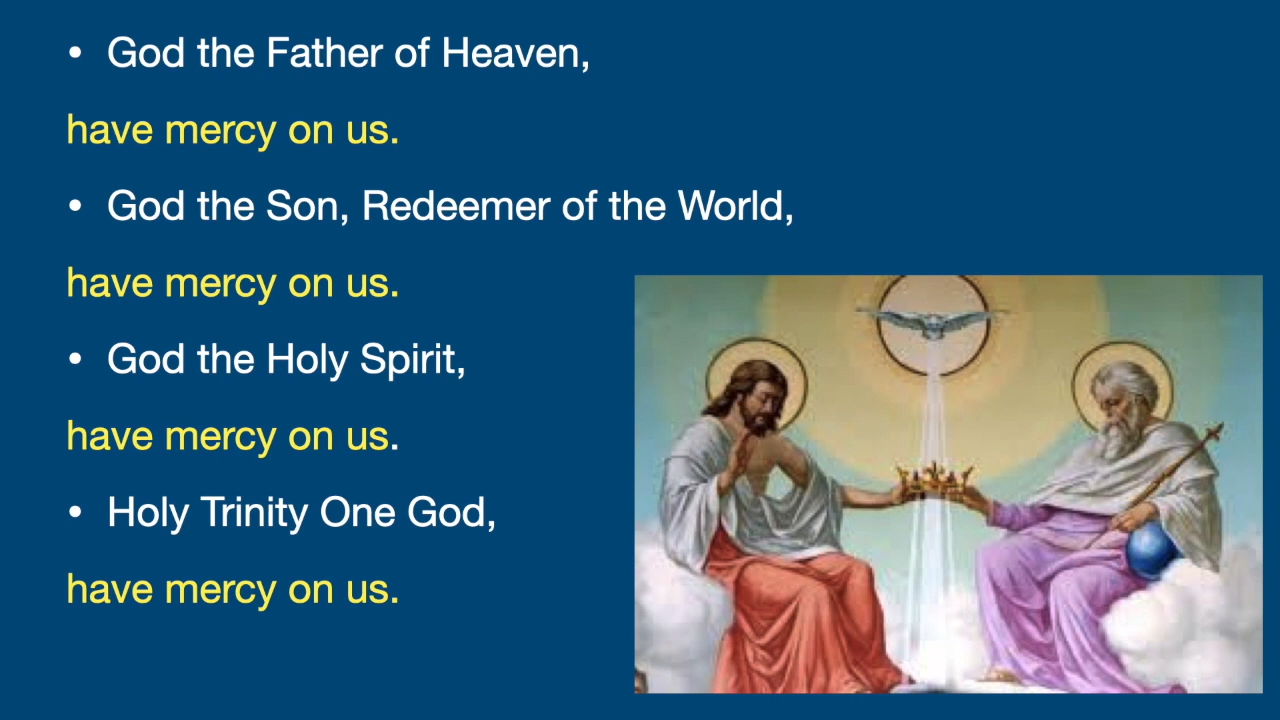 • God the Father of Heaven,
have mercy on us.
• God the Son, Redeemer of the World,
have mercy on us.
• God the Holy Spirit,
have mercy on us.
• Holy Trinity One God,
have mercy on us.